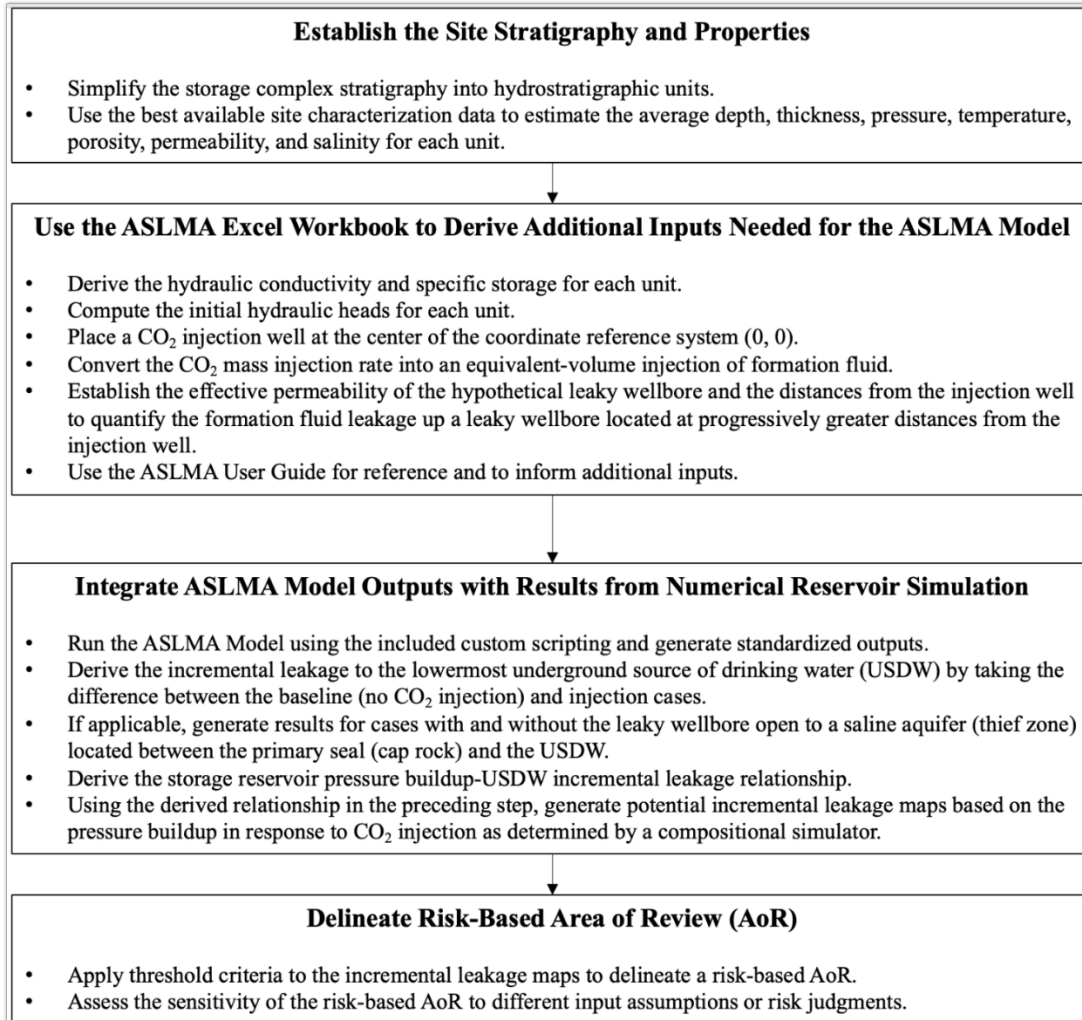 Establish the Site Stratigraphy and Properties
• Simplify the storage complex stratigraphy into hydrostratigraphic units.
• Use the best available site characterization data to estimate the average depth, thickness, pressure, temperature,
porosity, permeability, and salinity for each unit.
Use the ASLMA Excel Workbook to Derive Additional Inputs Needed for the ASLMA Model
• Derive the hydraulic conductivity and specific storage for each unit.
• Compute the initial hydraulic heads for each unit.
• Place a CO₂ injection well at the center of the coordinate reference system (0, 0).
• Convert the CO₂ mass injection rate into an equivalent-volume injection of formation fluid.
• Establish the effective permeability of the hypothetical leaky wellbore and the distances from the injection well
to quantify the formation fluid leakage up a leaky wellbore located at progressively greater distances from the
injection well.
• Use the ASLMA User Guide for reference and to inform additional inputs.
Integrate ASLMA Model Outputs with Results from Numerical Reservoir Simulation
• Run the ASLMA Model using the included custom scripting and generate standardized outputs.
• Derive the incremental leakage to the lowermost underground source of drinking water (USDW) by taking the
difference between the baseline (no CO₂ injection) and injection cases.
• If applicable, generate results for cases with and without the leaky wellbore open to a saline aquifer (thief zone)
located between the primary seal (cap rock) and the USDW.
• Derive the storage reservoir pressure buildup-USDW incremental leakage relationship.
• Using the derived relationship in the preceding step, generate potential incremental leakage maps based on the
pressure buildup in response to CO₂ injection as determined by a compositional simulator.
Delineate Risk-Based Area of Review (AoR)
• Apply threshold criteria to the incremental leakage maps to delineate a risk-based AoR.
• Assess the sensitivity of the risk-based AoR to different input assumptions or risk judgments.